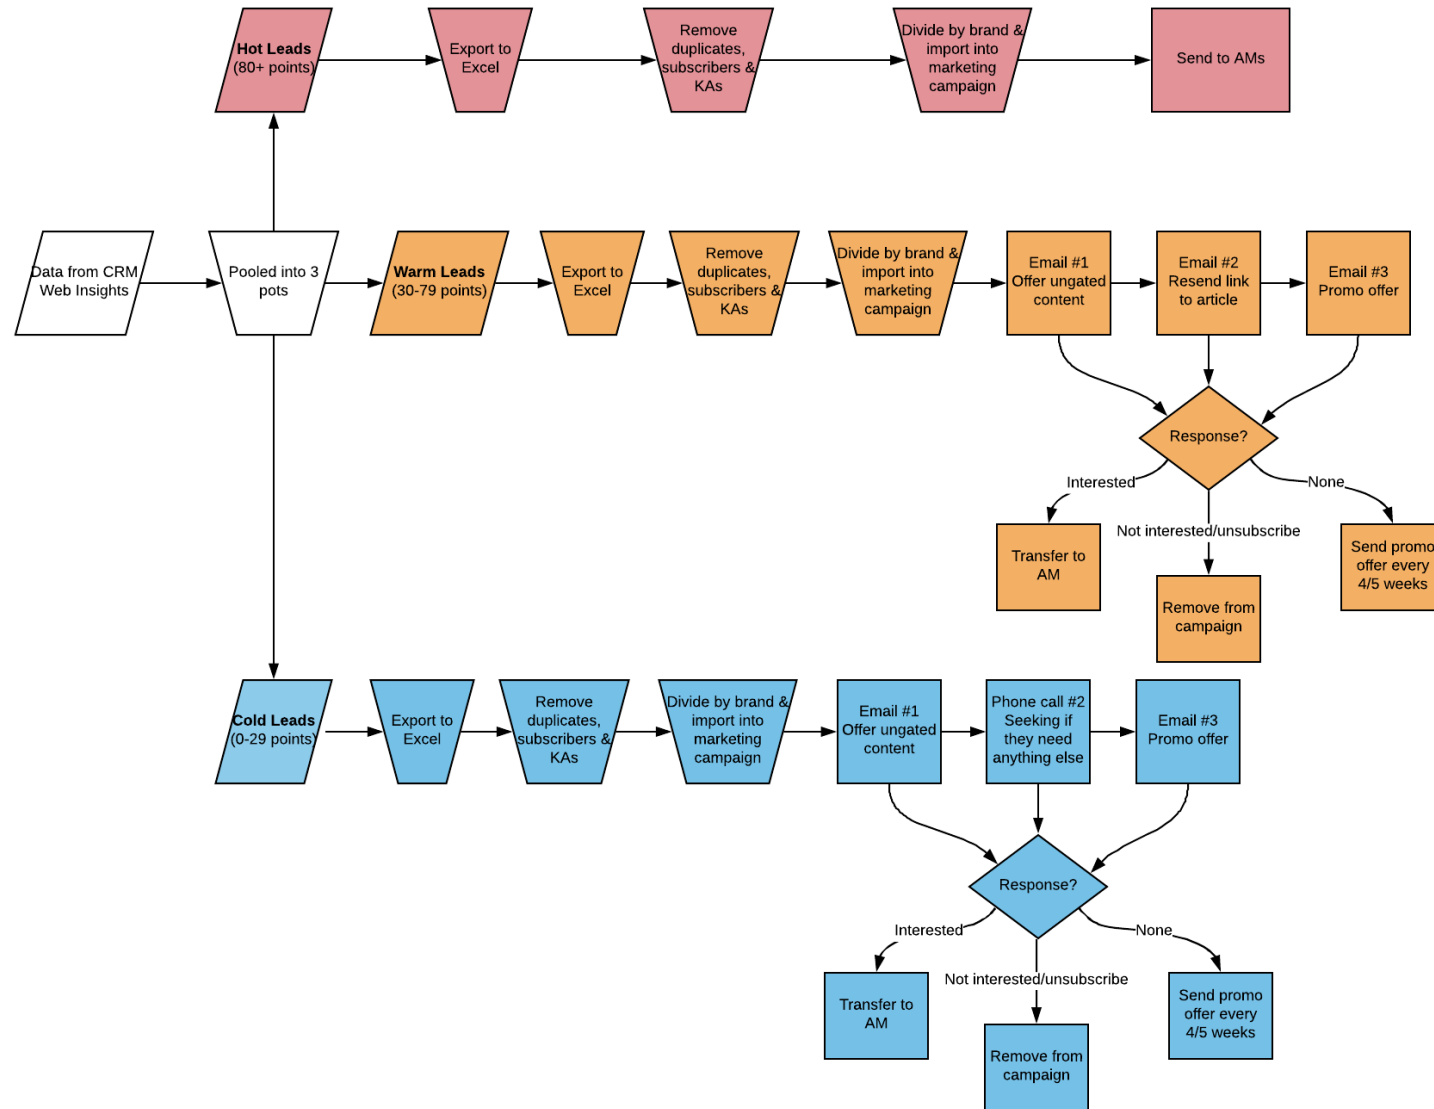 Hot Leads
(80+ points)
Export to
Excel
Remove
duplicates,
subscribers &
KAs
Divide by brand &
import into
marketing
campaign
Send to AMs
Data from CRM
Web Insights
Pooled into 3
pots
Warm Leads
(30-79 points)
Export to
Excel
Remove
duplicates,
subscribers &
KAs
Divide by brand &
import into
marketing
campaign
Email #1
Offer ungated
content
Email #2
Resend link
to article
Email #3
Promo offer
Response?
Interested
None
Not interested/unsubscribe
Transfer to
AM
Remove from
campaign
Send promo
offer every
4/5 weeks
Cold Leads
(0-29 points)
Export to
Excel
Remove
duplicates,
subscribers &
KAs
Divide by brand &
import into
marketing
campaign
Email #1
Offer ungated
content
Phone call #2
Seeking if
they need
anything else
Email #3
Promo offer
Response?
Interested
None
Not interested/unsubscribe
Transfer to
AM
Remove from
campaign
Send promo
offer every
4/5 weeks